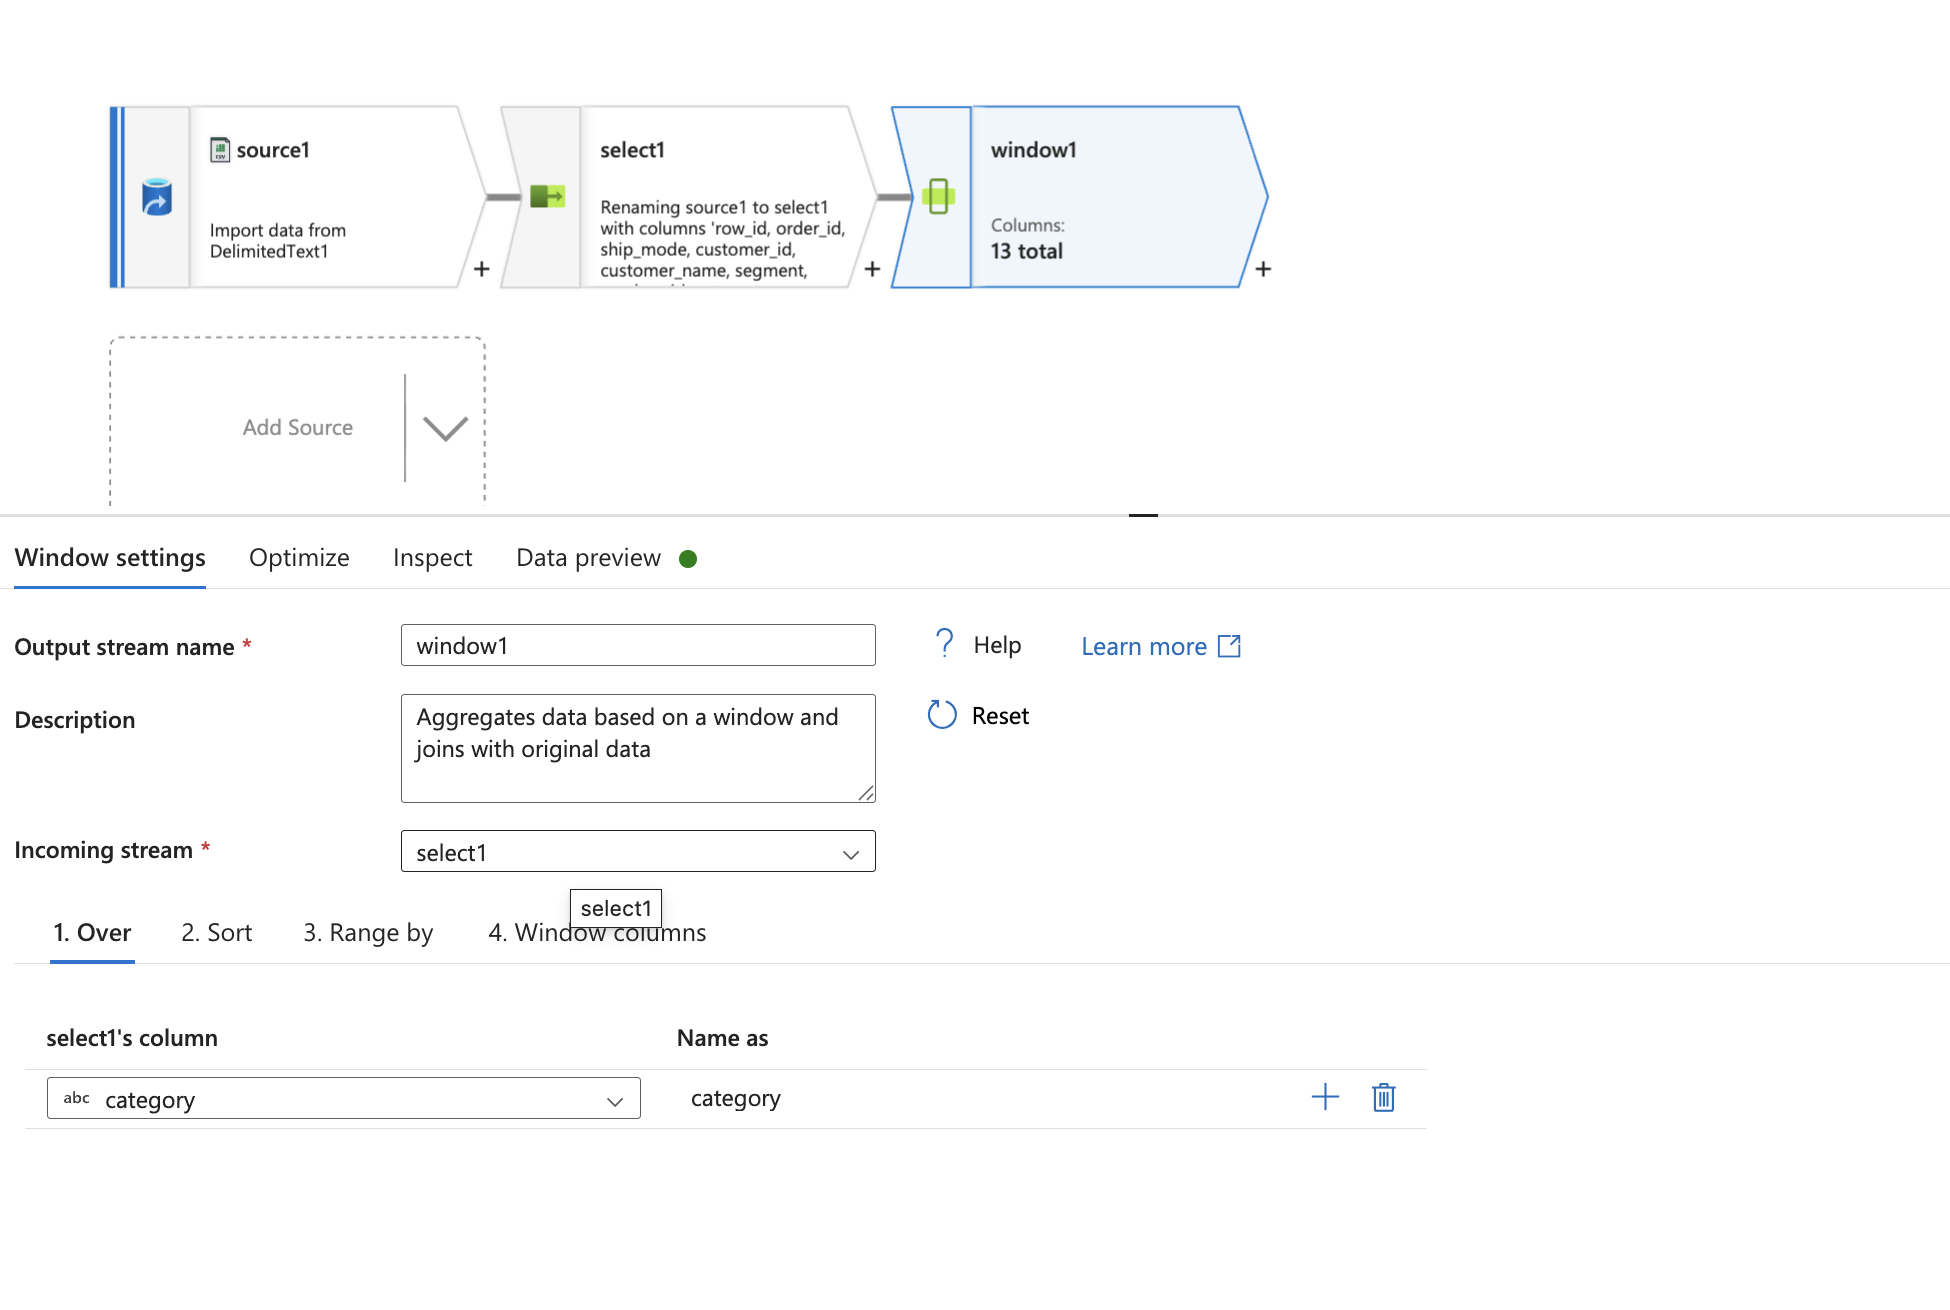 source1
Import data from
DelimitedText1
+
select1
Renaming source1 to select1
with columns 'row_id, order_id,
ship_mode, customer_id,
customer_name, segment,
+
window1
Columns:
13 total
+
Add Source
Window settings
Optimize
Inspect
Data preview
Output stream name *
window1
? Help
Learn more
Description
Aggregates data based on a window and
joins with original data
Reset
Incoming stream *
select1
select1
1. Over
2. Sort
3. Range by
4. Window columns
select1's column
Name as
abc category
category